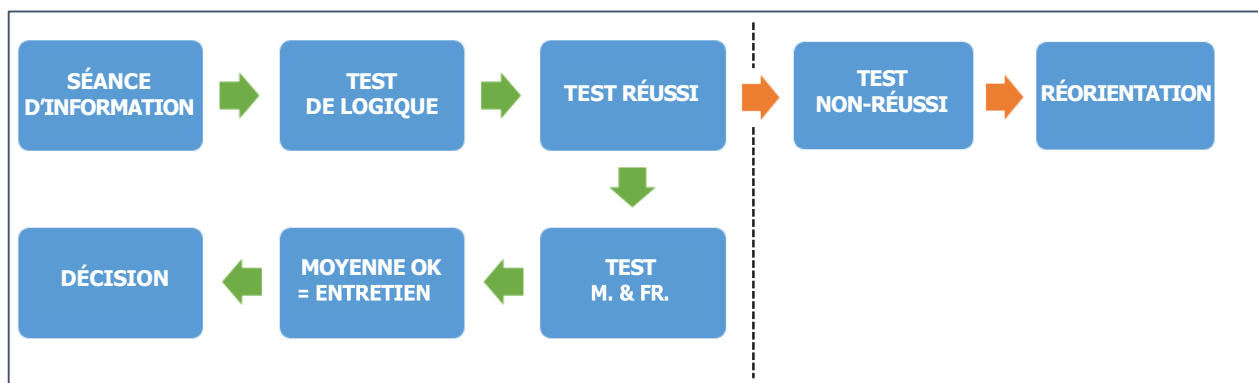 SÉANCE
D'INFORMATION
TEST
DE LOGIQUE
TEST RÉUSSI
TEST
NON-RÉUSSI
RÉORIENTATION
DÉCISION
MOYENNE OK
= ENTRETIEN
TEST
M. & FR.